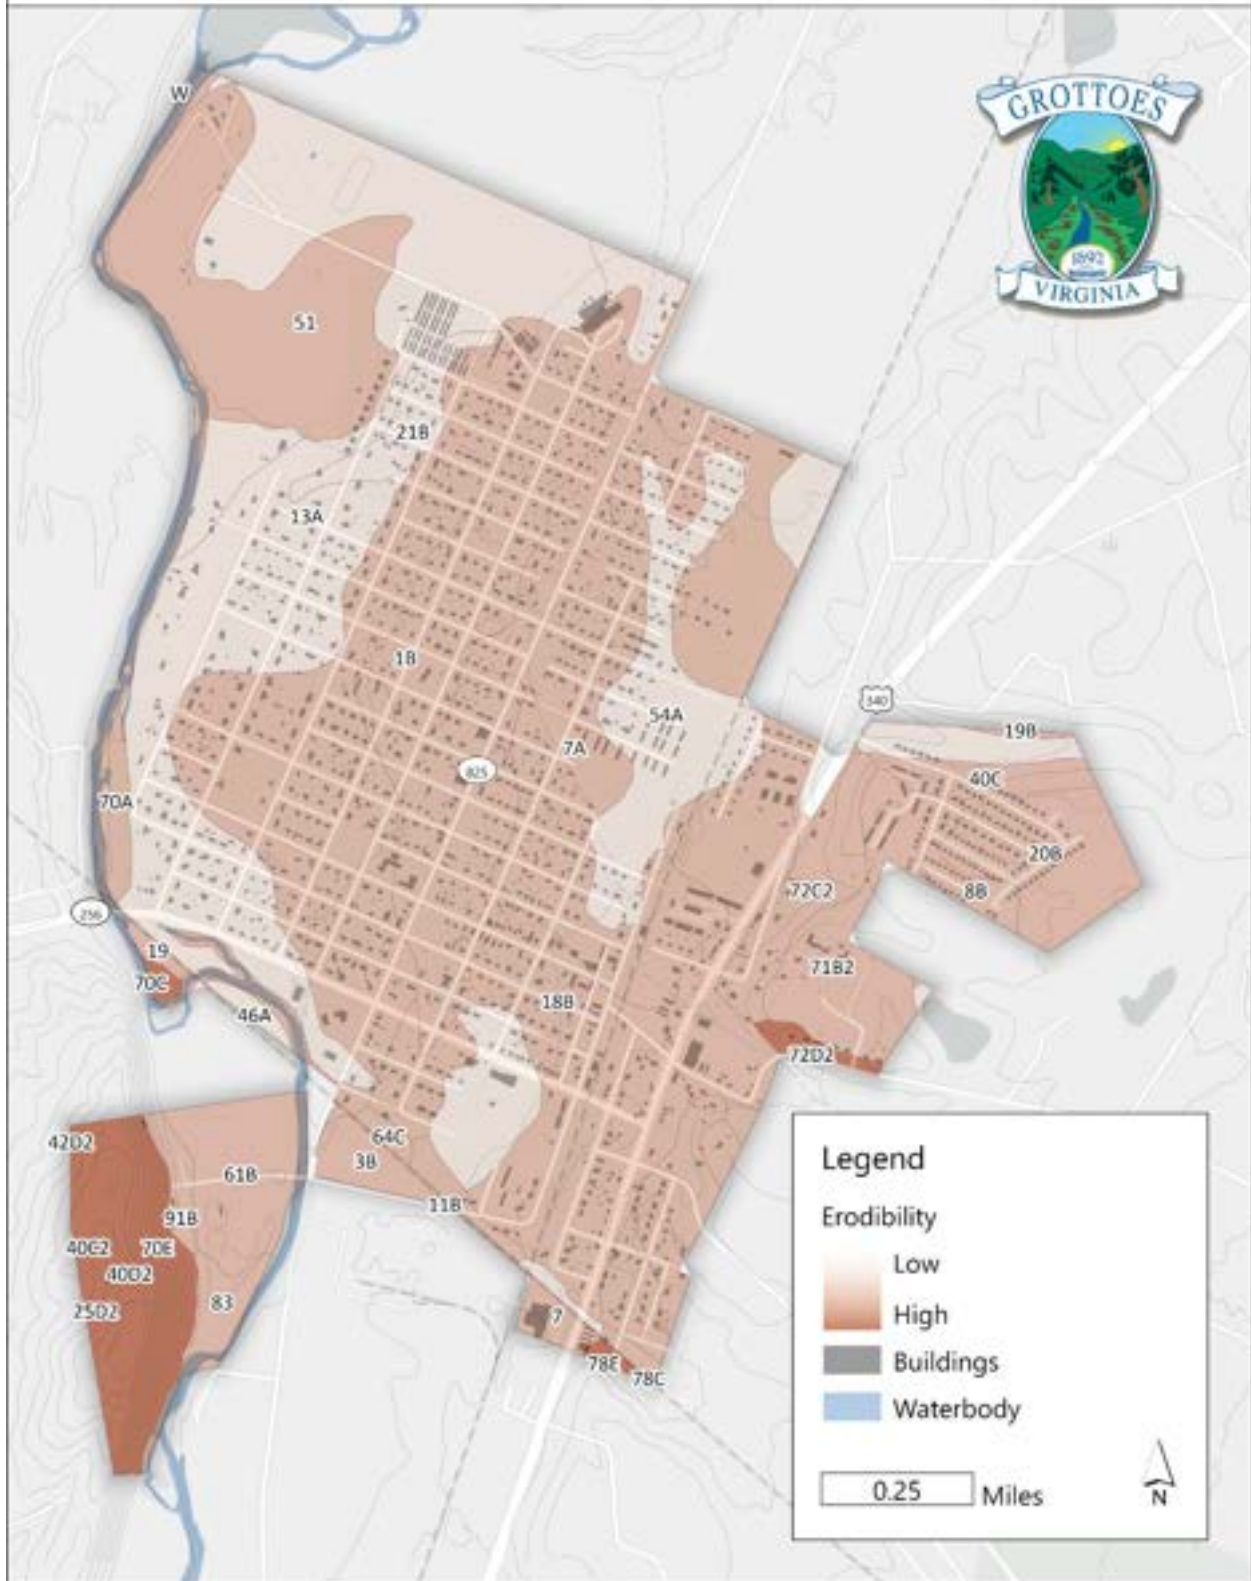 W
GROTTOES
1892
VIRGINIA
51
21B
13A
1B
340
54A
19B
7A
825
40C
70A
20B
72C2
8B
256
19
71B2
70C
18B
46A
72D2
64C
42D2
3B
61B
11B
91B
40C2
70E
40D2
25D2
83
7
78E
78C
Legend
Erodibility
Low
High
Buildings
Waterbody
0.25 Miles
N